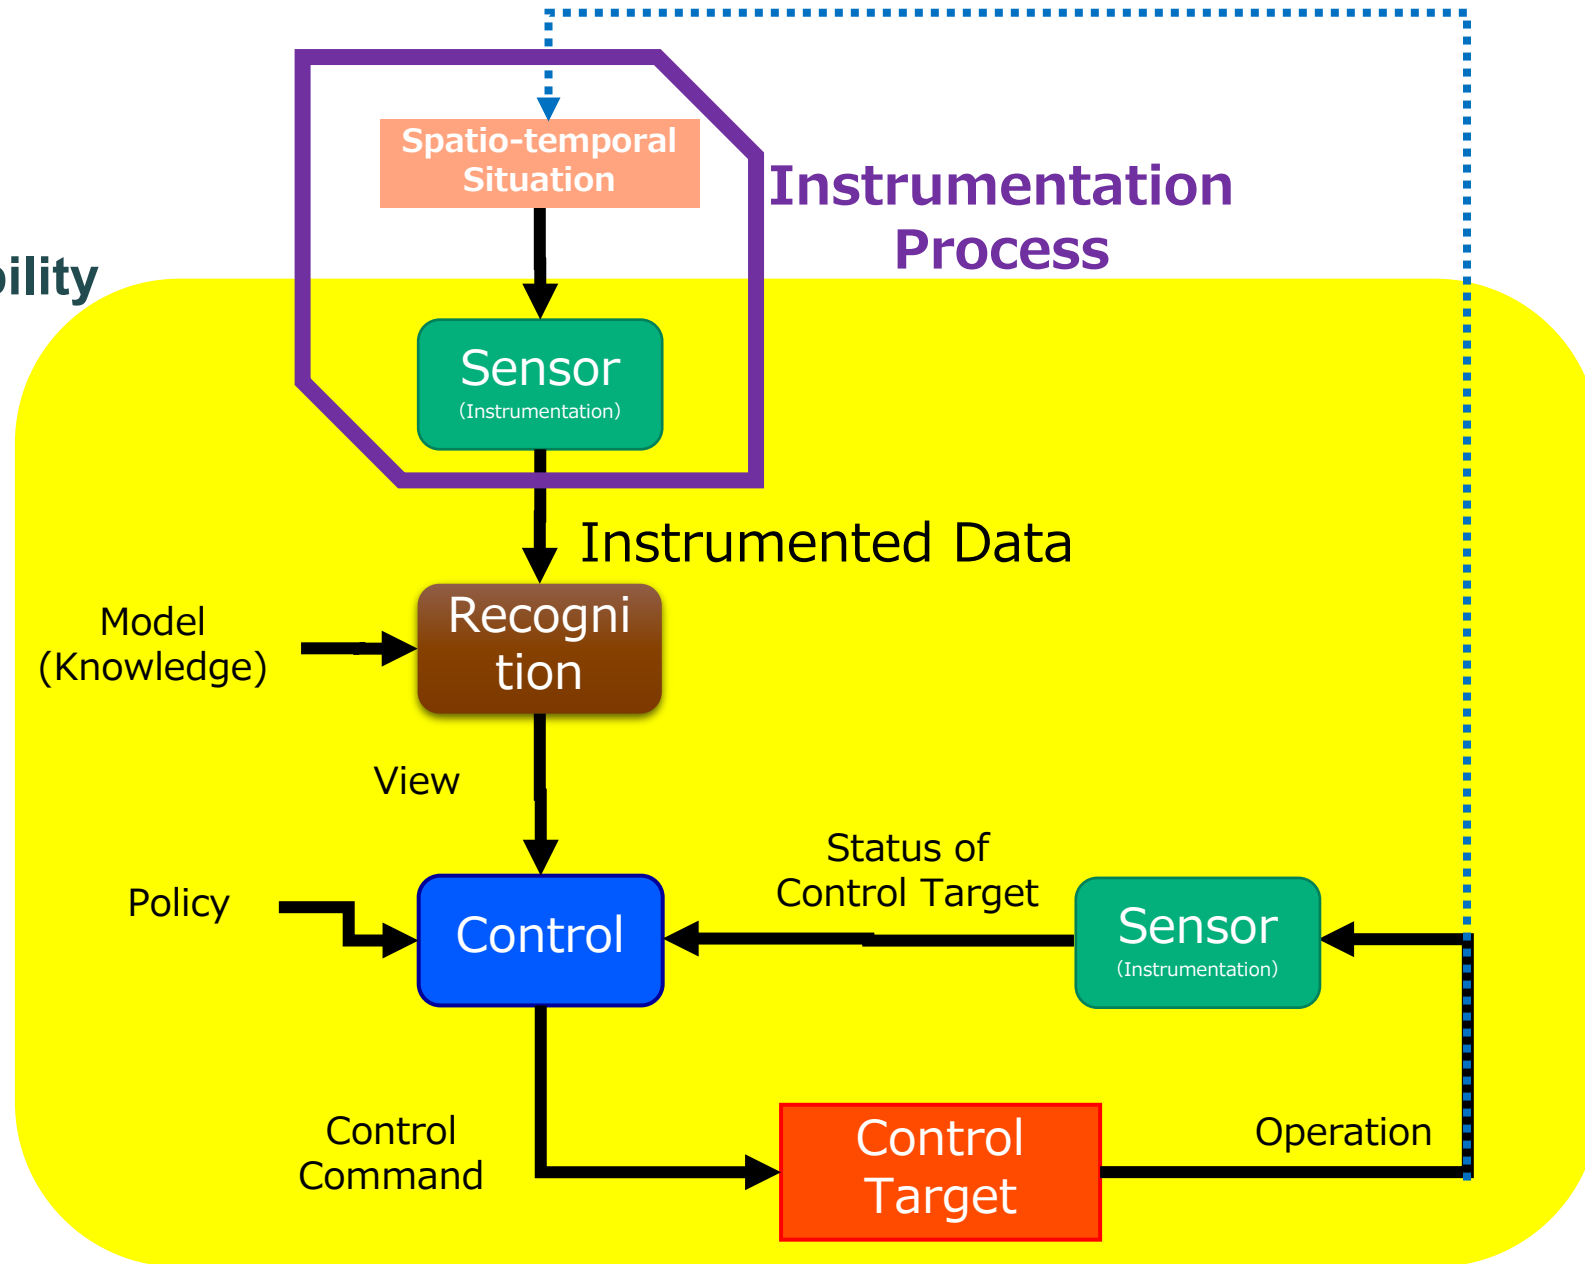 Spatio-temporal
Situation
Instrumentation
Process
bility
Sensor
(Instrumentation)
Instrumented Data
Model
(Knowledge)
Recogni
tion
View
Status of
Control Target
Policy
Control
Sensor
(Instrumentation)
Control
Command
Control
Target
Operation